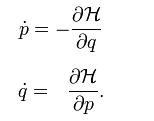 ṗ = −∂ℋ/∂q
q̇ = ∂ℋ/∂p.